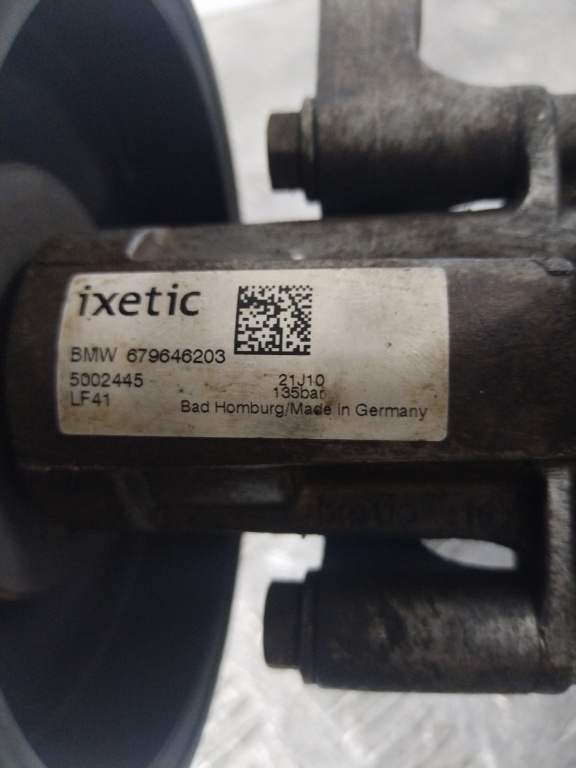 ixetic
BMW 679646203
5002445 21J10
LF41 135bar
Bad Homburg/Made in Germany